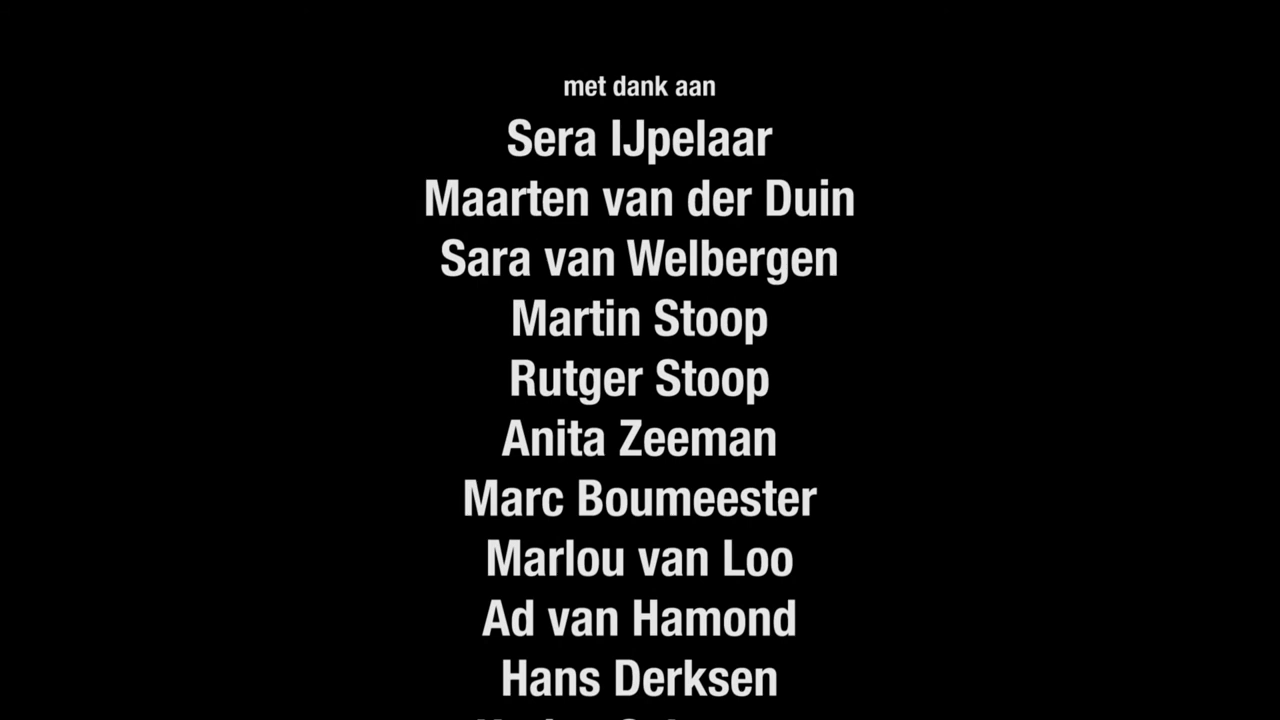 met dank aan
Sera IJpelaar
Maarten van der Duin
Sara van Welbergen
Martin Stoop
Rutger Stoop
Anita Zeeman
Marc Boumeester
Marlou van Loo
Ad van Hamond
Hans Derksen